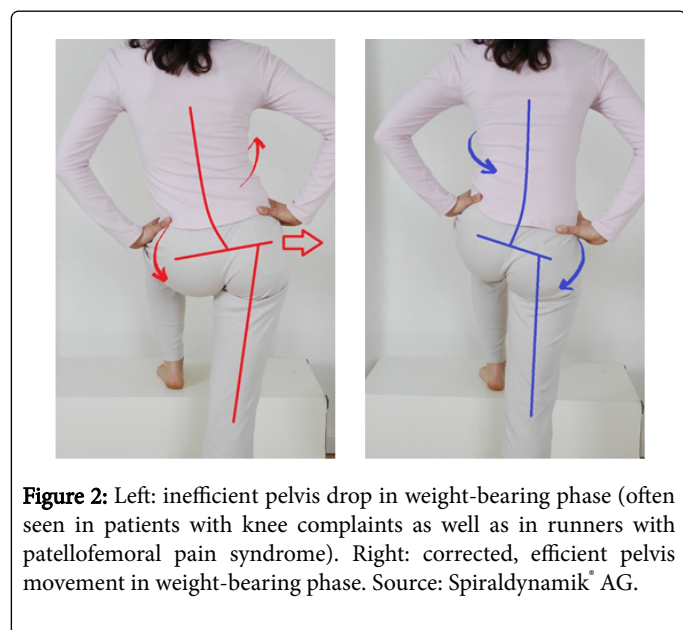 Figure 2: Left: inefficient pelvis drop in weight-bearing phase (often
seen in patients with knee complaints as well as in runners with
patellofemoral pain syndrome). Right: corrected, efficient pelvis
movement in weight-bearing phase. Source: Spiraldynamik® AG.